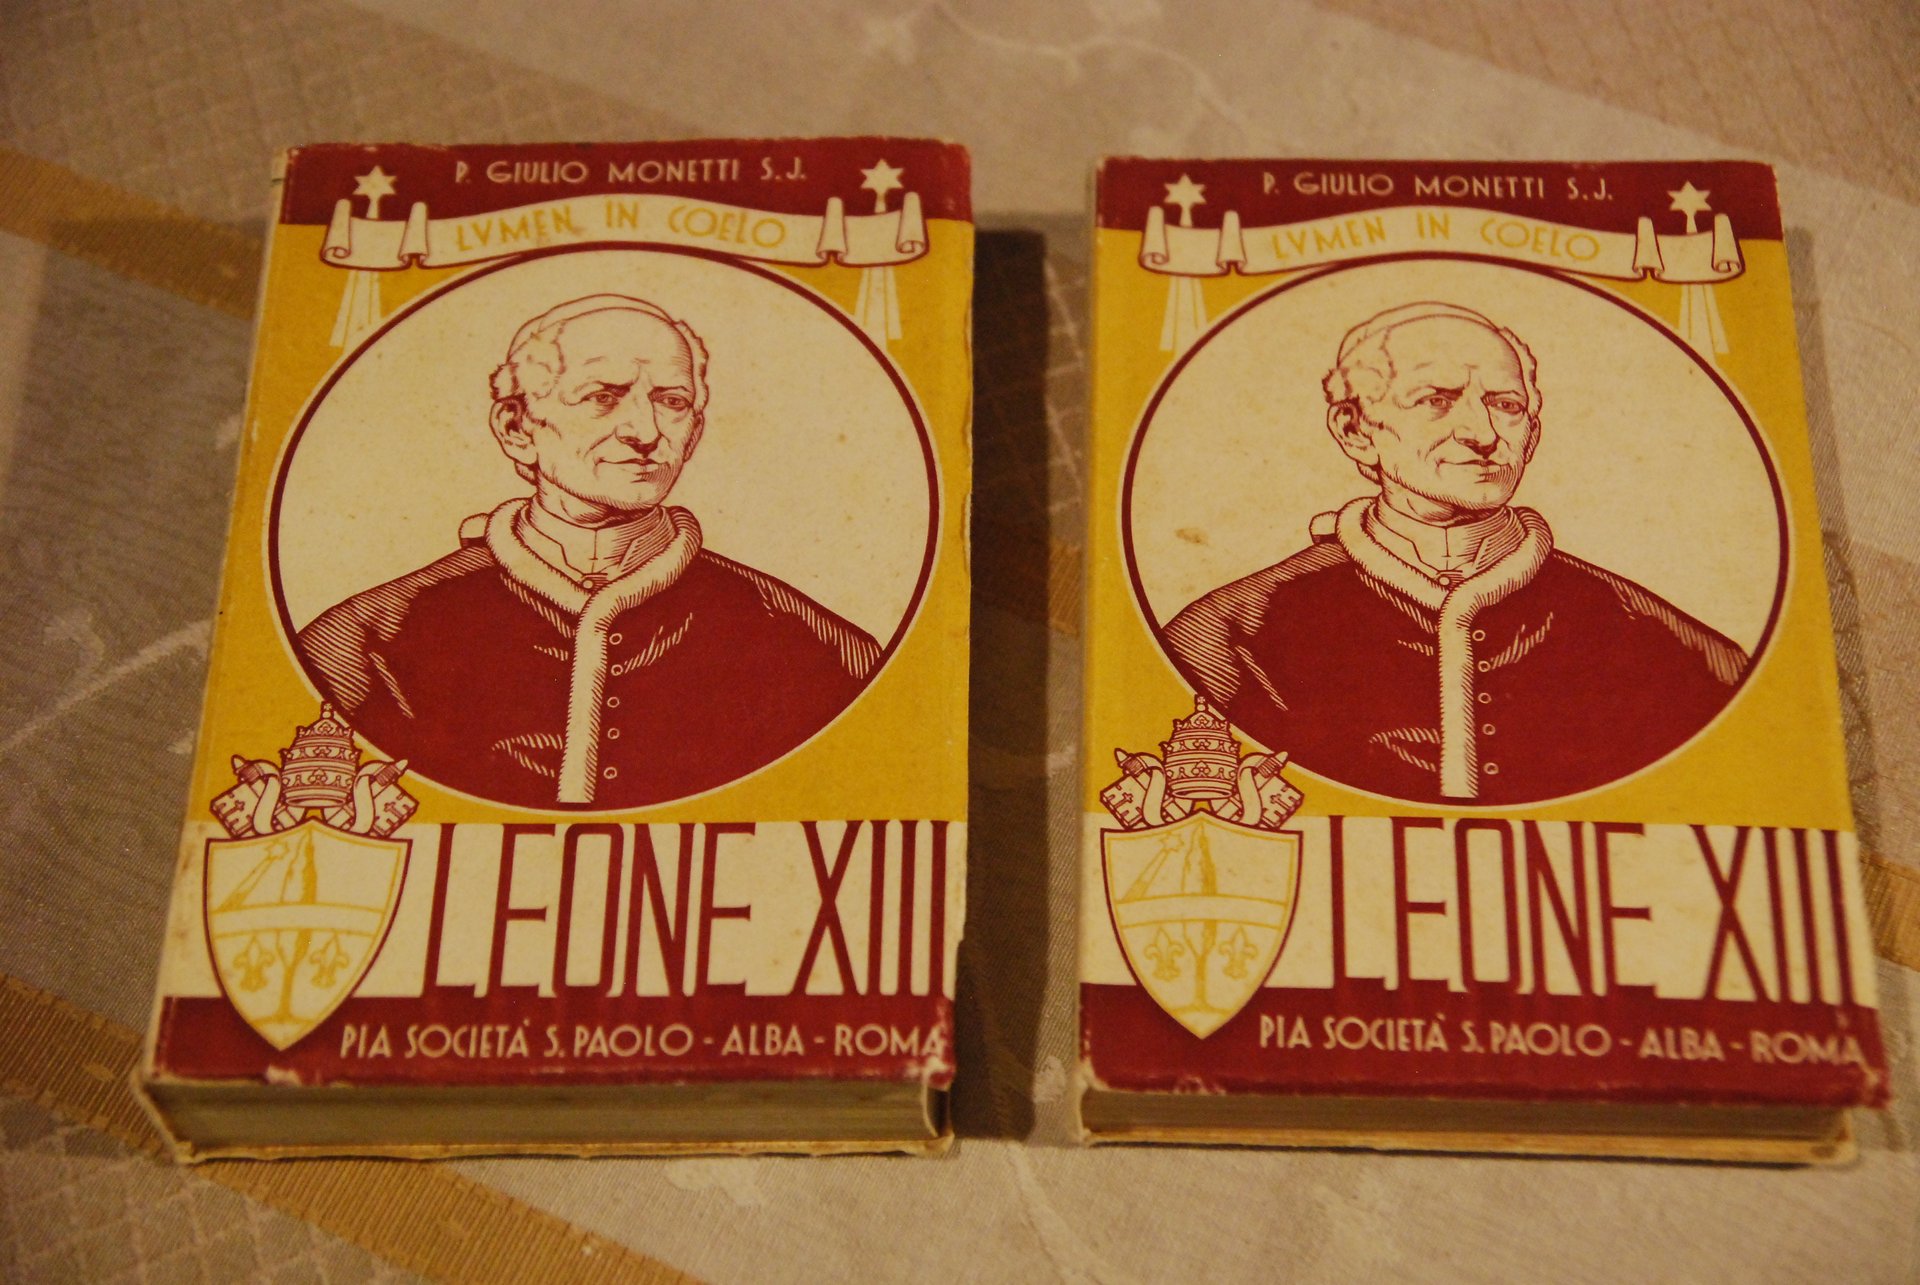 P. GIULIO MONETTI S.J.
LVMEN IN COELO
LEONE XIII
PIA SOCIETÀ S. PAOLO - ALBA - ROMA
P. GIULIO MONETTI S.J.
LVMEN IN COELO
LEONE XIII
PIA SOCIETÀ S. PAOLO - ALBA - ROMA